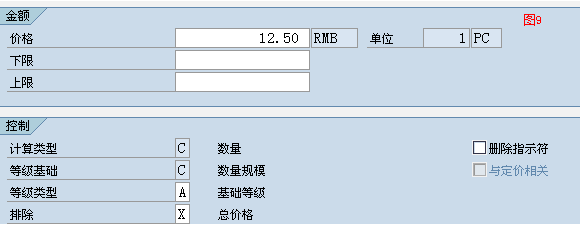 金额
图9
价格 12.50 RMB 单位 1 PC
下限
上限
控制
计算类型 C 数量 删除指示符
等级基础 C 数量规模 与定价相关
等级类型 A 基础等级
排除 X 总价格